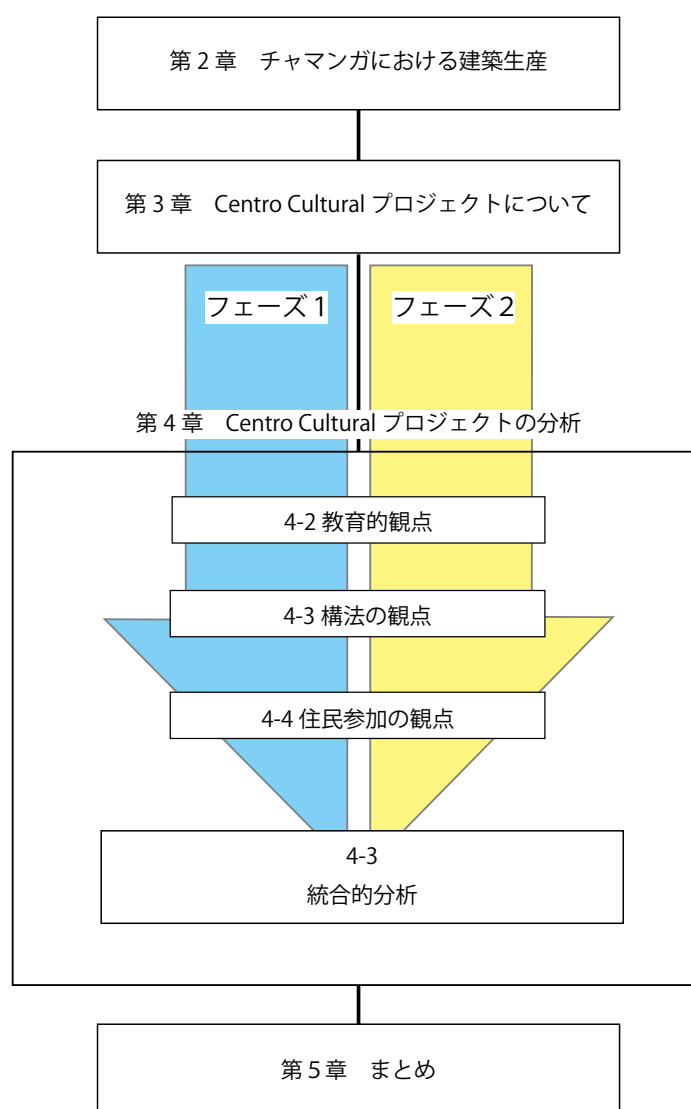 第2章　チャマンガにおける建築生産
第3章　Centro Cultural プロジェクトについて
フェーズ1
フェーズ2
第4章　Centro Cultural プロジェクトの分析
4-2 教育的観点
4-3 構法の観点
4-4 住民参加の観点
4-3
統合的分析
第5章　まとめ